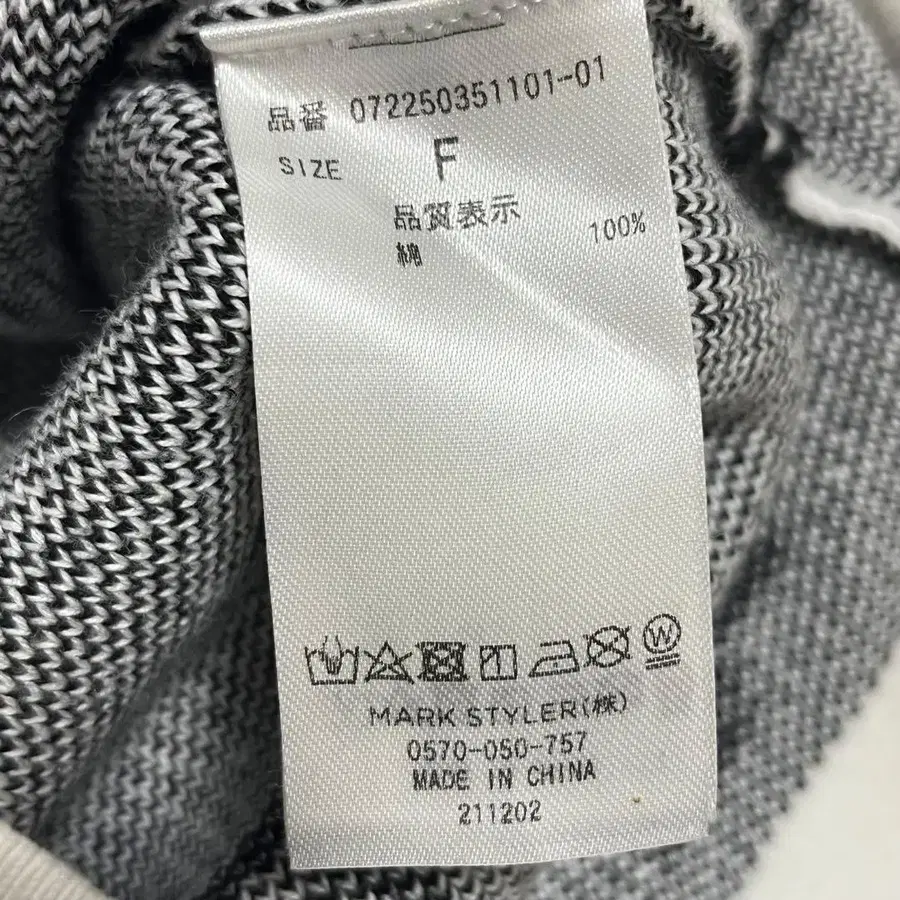 品番 072250351101-01
SIZE F
品質表示
綿 100%
W
MARK STYLER(株)
0570-050-757
MADE IN CHINA
211202